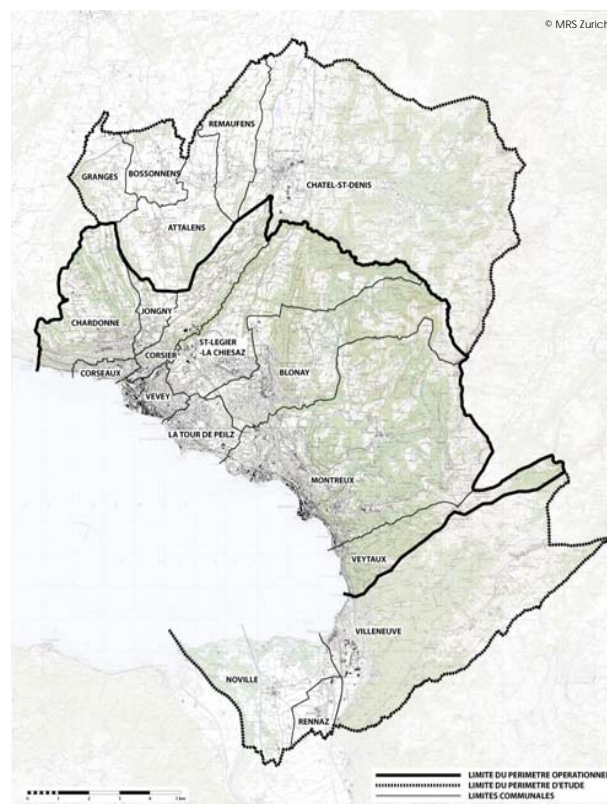 © MRS Zurich
REMAUFENS
GRANGES
BOSSONNENS
CHATEL-ST-DENIS
ATTALENS
CHARDONNE
JONGNY
ST-LEGIER
-LA CHIESAZ
CORSIER
CORSEAUX
BLONAY
VEVEY
LA TOUR DE PEILZ
MONTREUX
VEYTAUX
VILLENEUVE
NOVILLE
RENNAZ
LIMITE DU PERIMETRE OPERATIONNE
LIMITE DU PERIMETRE D'ETUDE
LIMITES COMMUNALES